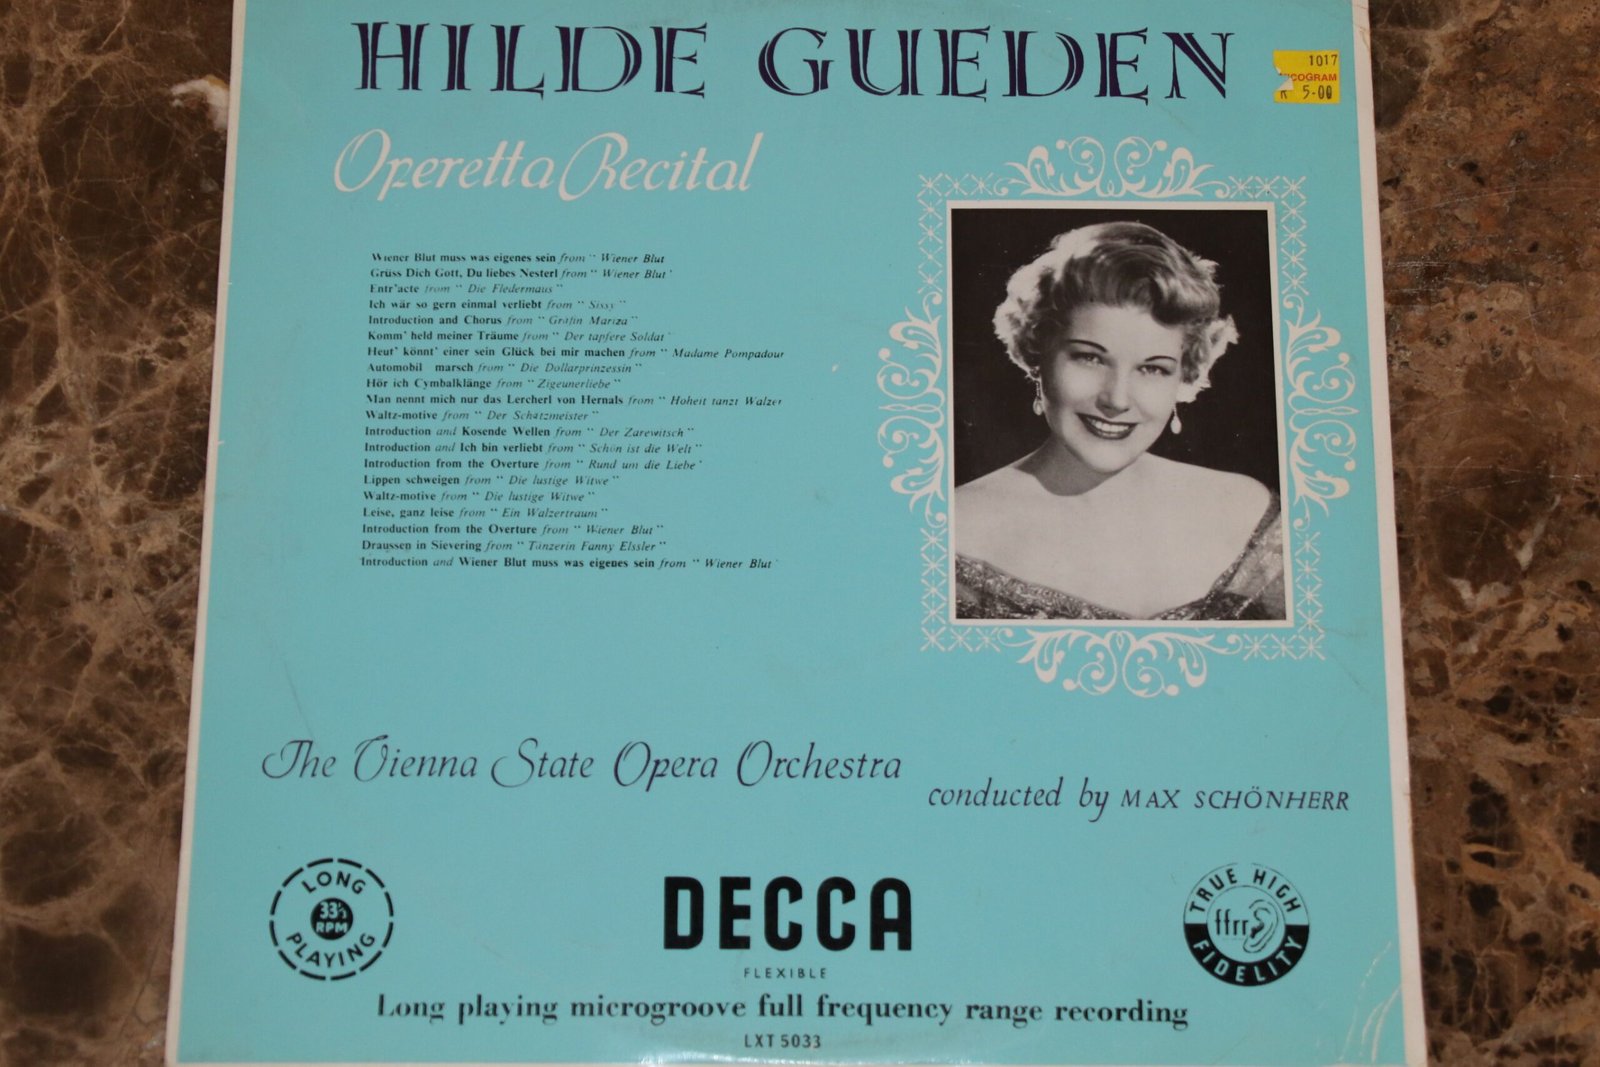 HILDE GUEDEN
1017
COGRAM
5-00
Operetta Recital
Wiener Blut muss was eigenes sein from " Wiener Blut
Grüss Dich Gott, Du liebes Nesterl from " Wiener Blut '
Entr'acte from " Die Fledermaus "
Ich wär so gern einmal verliebt from " Sissy "
Introduction and Chorus from " Gräfin Mariza "
Komm' held meiner Träume from " Der tapfere Soldat '
Heut' könnt' einer sein Glück bei mir machen from " Madame Pompadour
Automobil marsch from " Die Dollarprinzessin "
Hör ich Cymbalklänge from " Zigeunerliebe "
Man nennt mich nur das Lercherl von Hernals from " Hoheit tanzt Walzer
Waltz-motive from " Der Schätzmeister "
Introduction and Kosende Wellen from " Der Zarewitsch "
Introduction and Ich bin verliebt from " Schön ist die Welt "
Introduction from the Overture from " Rund um die Liebe '
Lippen schweigen from " Die lustige Witwe "
Waltz-motive from " Die lustige Witwe "
Leise, ganz leise from " Ein Walzertraum "
Introduction from the Overture from " Wiener Blut "
Draussen in Sievering from " Tänzerin Fanny Elssler "
Introduction and Wiener Blut muss was eigenes sein from " Wiener Blut '
The Vienna State Opera Orchestra
conducted by MAX SCHÖNHERR
LONG
33⅓
RPM
PLAYING
DECCA
FLEXIBLE
TRUE HIGH
ffrr
FIDELITY
Long playing microgroove full frequency range recording
LXT 5033